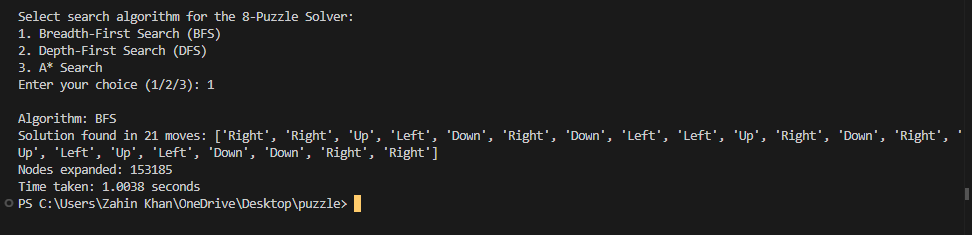 Select search algorithm for the 8-Puzzle Solver:
1. Breadth-First Search (BFS)
2. Depth-First Search (DFS)
3. A* Search
Enter your choice (1/2/3): 1
Algorithm: BFS
Solution found in 21 moves: ['Right', 'Right', 'Up', 'Left', 'Down', 'Right', 'Down', 'Left', 'Left', 'Up', 'Right', 'Down', 'Right', '
Up', 'Left', 'Up', 'Left', 'Down', 'Down', 'Right', 'Right']
Nodes expanded: 153185
Time taken: 1.0038 seconds
PS C:\Users\Zahin Khan\OneDrive\Desktop\puzzle>